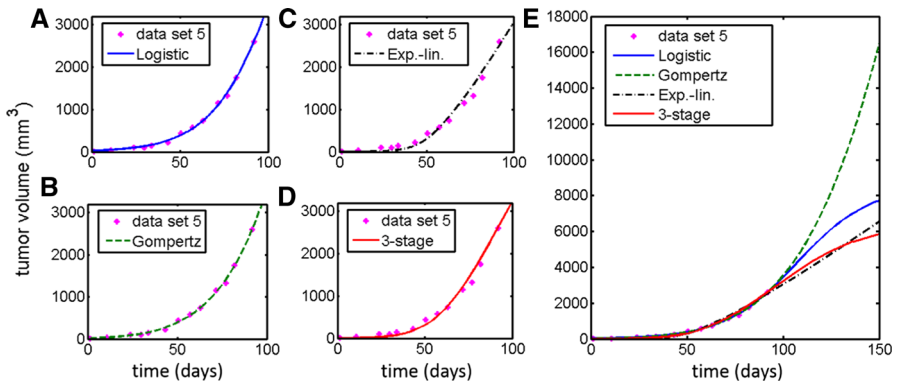 A
3000
2000
1000
0
0
50
100
data set 5
Logistic
B
3000
2000
1000
0
0
50
100
data set 5
Gompertz
time (days)
tumor volume (mm3)
C
3000
2000
1000
0
0
50
100
data set 5
Exp.-lin.
D
3000
2000
1000
0
0
50
100
data set 5
3-stage
time (days)
E
18000
16000
14000
12000
10000
8000
6000
4000
2000
0
0
50
100
150
data set 5
Logistic
Gompertz
Exp.-lin.
3-stage
time (days)